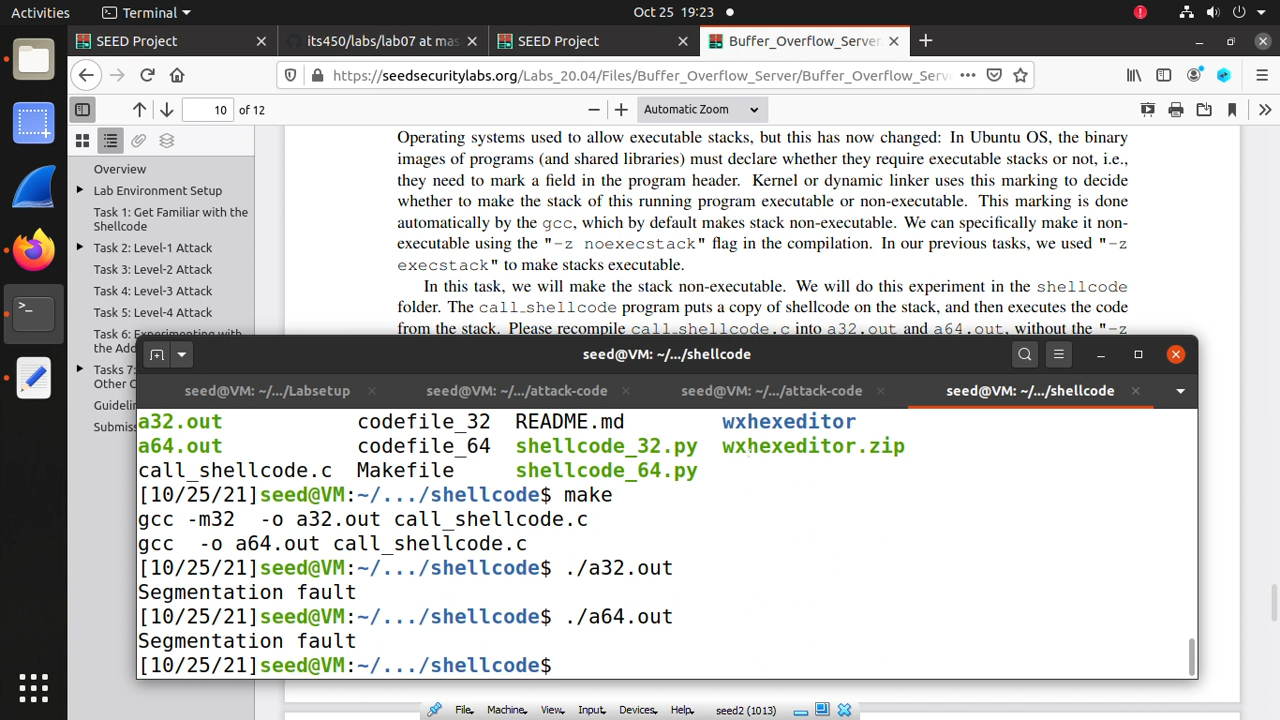 Activities
Terminal
Oct 25 19:23
SEED Project
its450/labs/lab07 at mas
SEED Project
Buffer_Overflow_Server.
https://seedsecuritylabs.org/Labs_20.04/Files/Buffer_Overflow_Server/Buffer_Overflow_Serve
10 of 12
Automatic Zoom
Overview
Lab Environment Setup
Task 1: Get Familiar with the
Shellcode
Task 2: Level-1 Attack
Task 3: Level-2 Attack
Task 4: Level-3 Attack
Task 5: Level-4 Attack
Task 6: Experimenting with
the Add
Tasks 7:
Other C
Guidelin
Submiss
Operating systems used to allow executable stacks, but this has now changed: In Ubuntu OS, the binary
images of programs (and shared libraries) must declare whether they require executable stacks or not, i.e.,
they need to mark a field in the program header. Kernel or dynamic linker uses this marking to decide
whether to make the stack of this running program executable or non-executable. This marking is done
automatically by the gcc, which by default makes stack non-executable. We can specifically make it non-
executable using the "-z noexecstack" flag in the compilation. In our previous tasks, we used "-z
execstack" to make stacks executable.
In this task, we will make the stack non-executable. We will do this experiment in the shellcode
folder. The call_shellcode program puts a copy of shellcode on the stack, and then executes the code
from the stack. Please recompile call_shellcode.c into a32.out and a64.out, without the "-z
seed@VM: ~/.../shellcode
seed@VM: ~/.../Labsetup
seed@VM: ~/.../attack-code
seed@VM: ~/.../attack-code
seed@VM: ~/.../shellcode
a32.out codefile_32 README.md wxhexeditor
a64.out codefile_64 shellcode_32.py wxhexeditor.zip
call_shellcode.c Makefile shellcode_64.py
[10/25/21]seed@VM:~/.../shellcode$ make
gcc -m32 -o a32.out call_shellcode.c
gcc -o a64.out call_shellcode.c
[10/25/21]seed@VM:~/.../shellcode$ ./a32.out
Segmentation fault
[10/25/21]seed@VM:~/.../shellcode$ ./a64.out
Segmentation fault
[10/25/21]seed@VM:~/.../shellcode$
File Machine View Input Devices Help seed2 (1013)